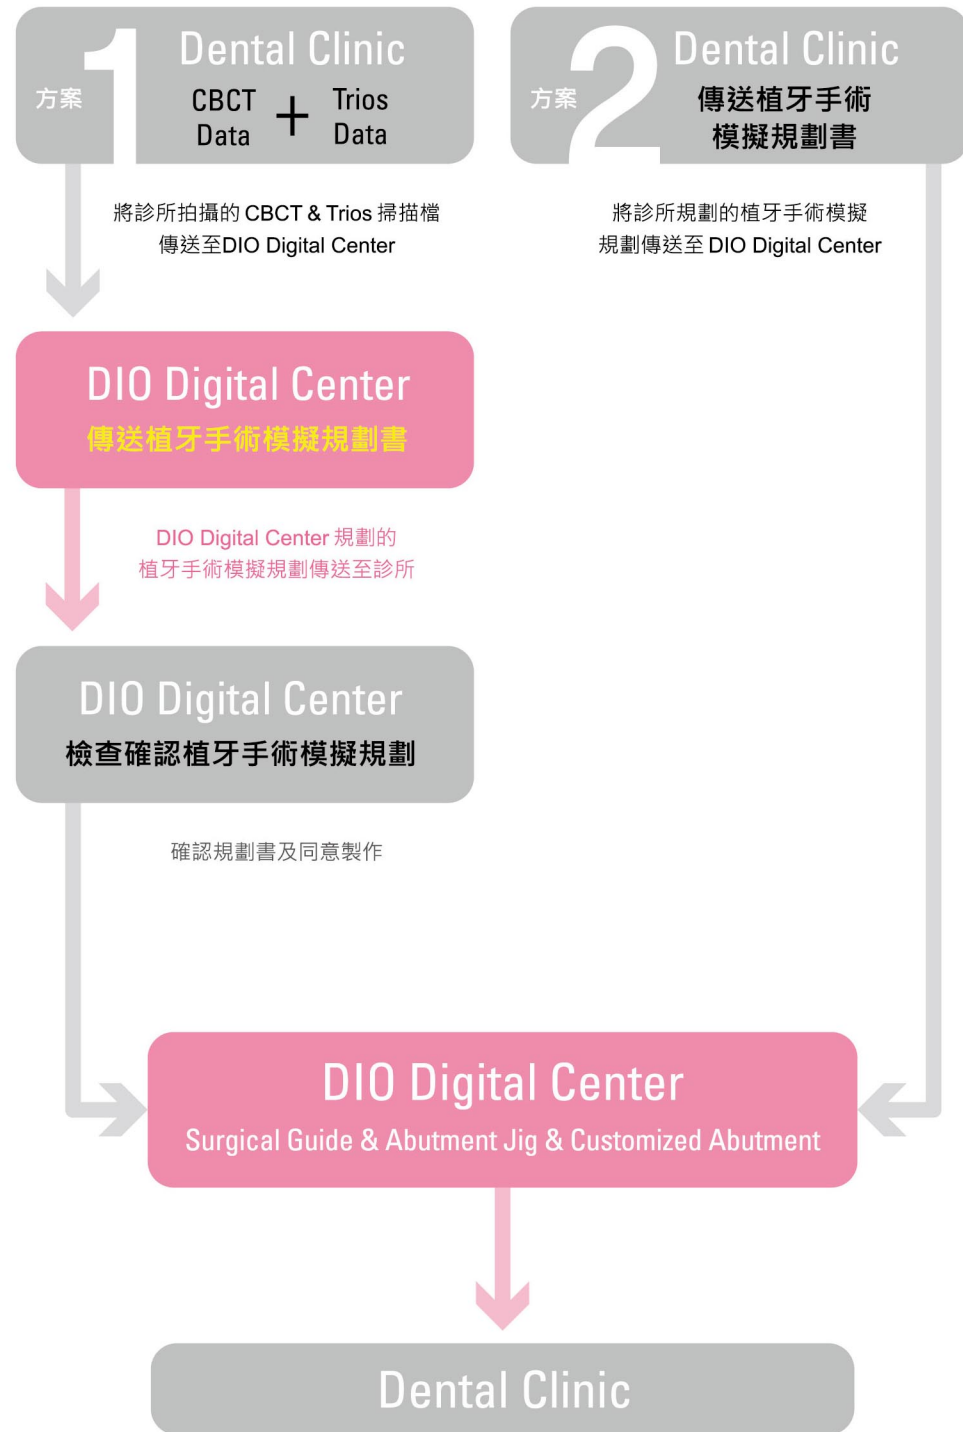 方案 1
Dental Clinic
CBCT Data + Trios Data
將診所拍攝的 CBCT & Trios 掃描檔
傳送至DIO Digital Center
DIO Digital Center
傳送植牙手術模擬規劃書
DIO Digital Center 規劃的
植牙手術模擬規劃傳送至診所
DIO Digital Center
檢查確認植牙手術模擬規劃
確認規劃書及同意製作
方案 2
Dental Clinic
傳送植牙手術
模擬規劃書
將診所規劃的植牙手術模擬
規劃傳送至 DIO Digital Center
DIO Digital Center
Surgical Guide & Abutment Jig & Customized Abutment
Dental Clinic